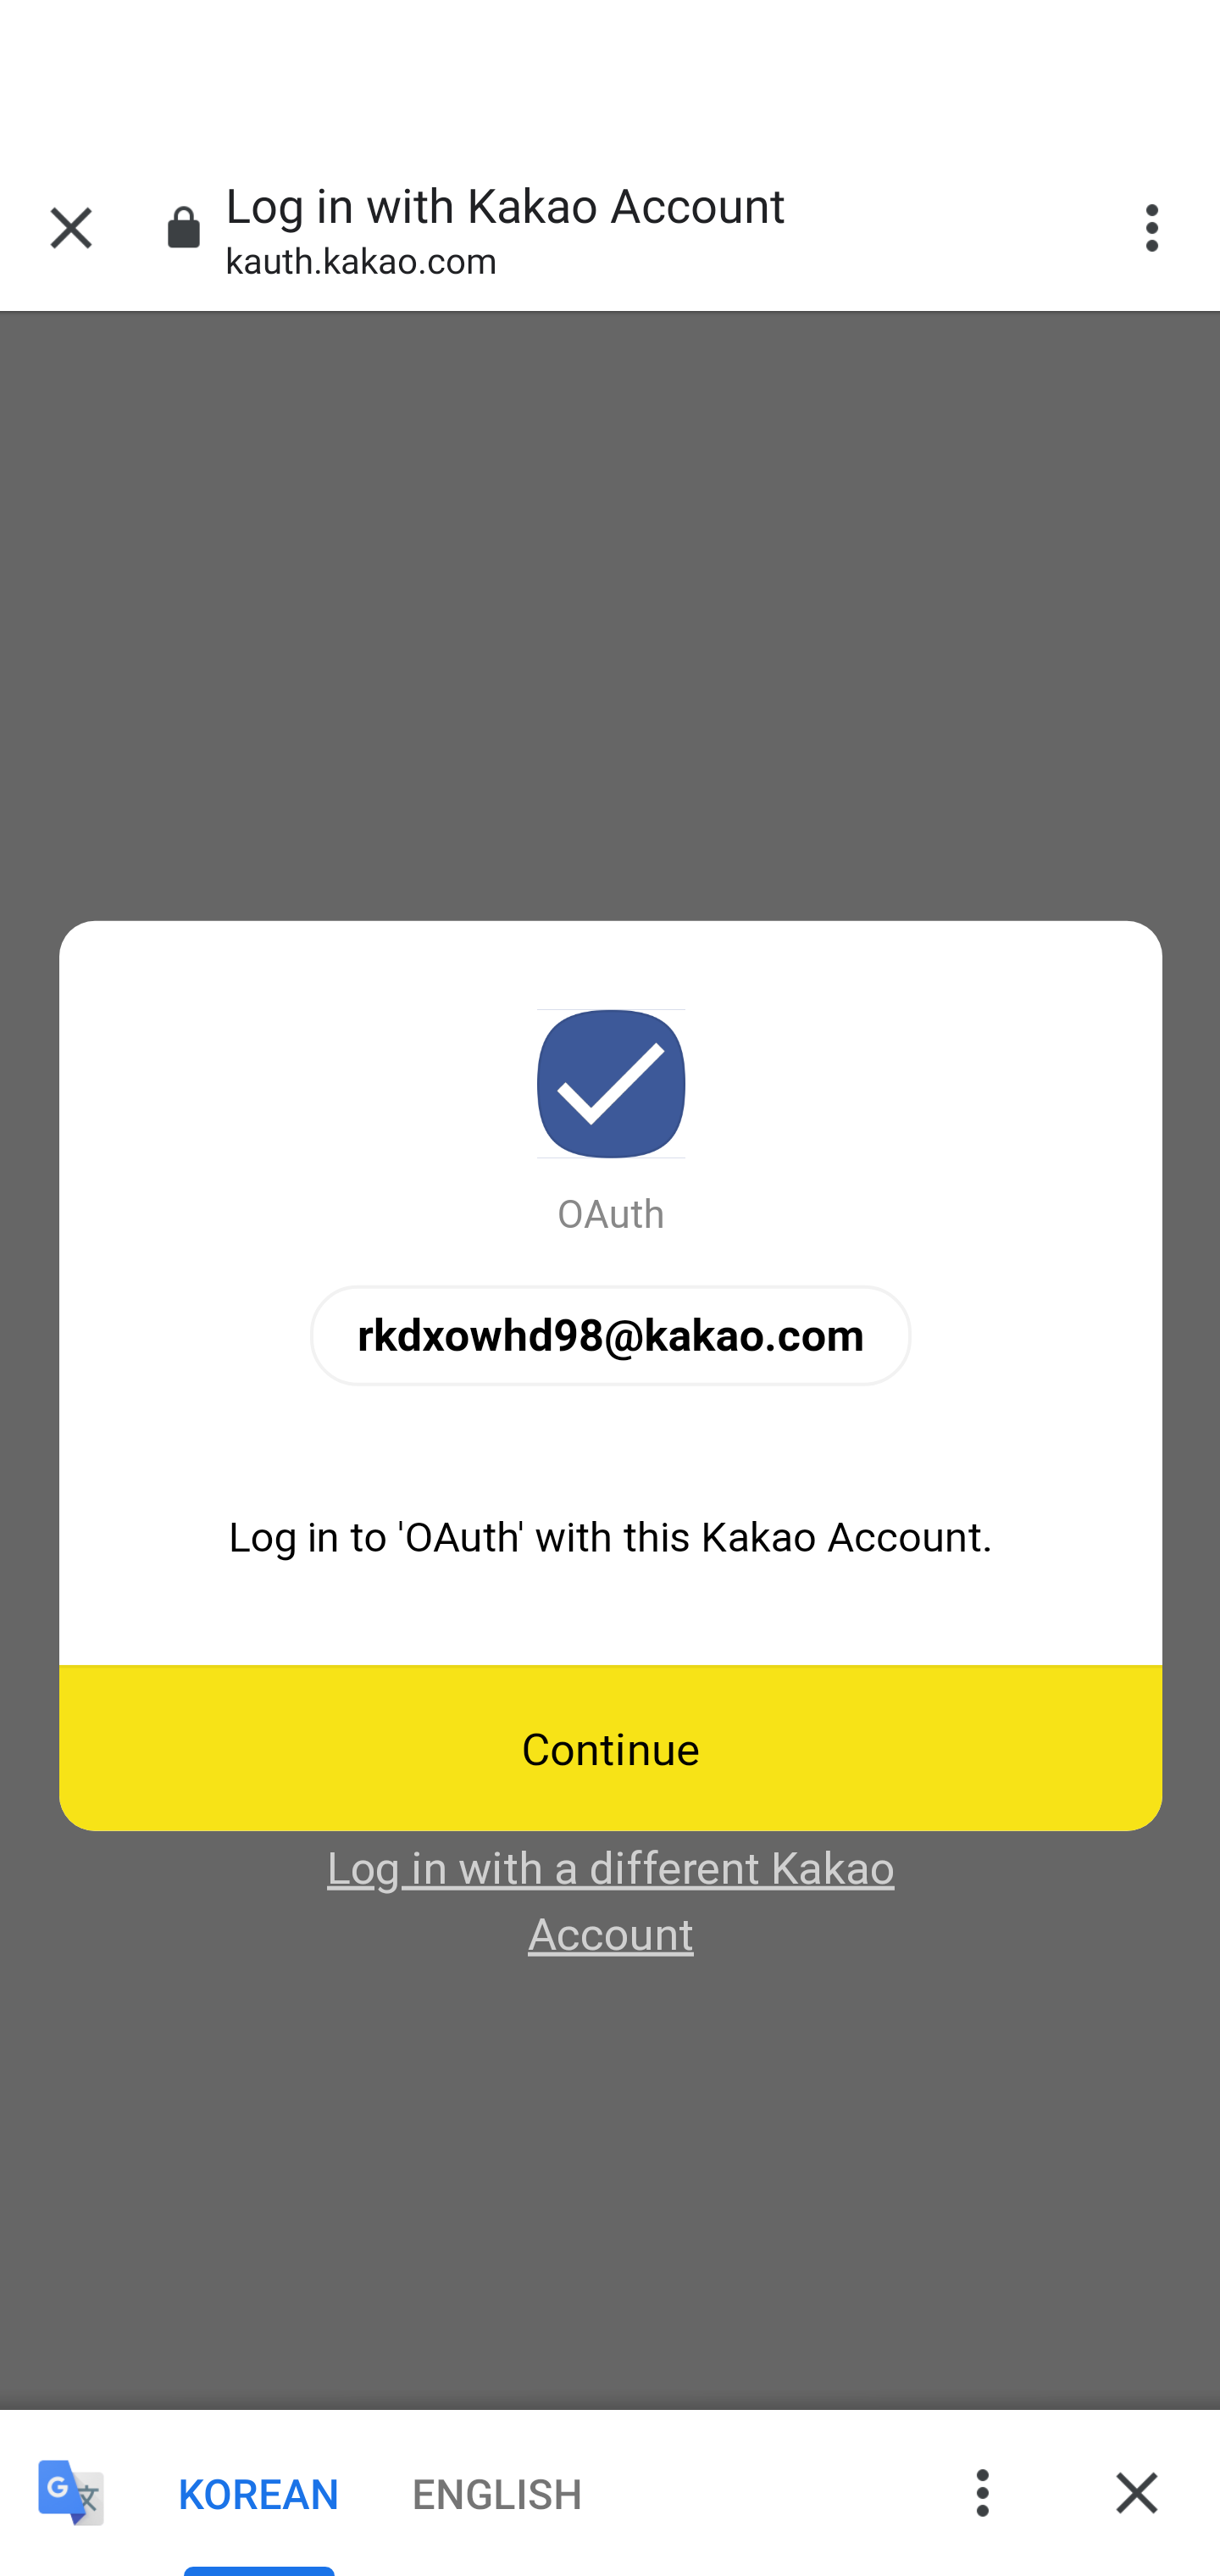 Log in with Kakao Account
kauth.kakao.com
OAuth
rkdxowhd98@kakao.com
Log in to 'OAuth' with this Kakao Account.
Continue
Log in with a different Kakao
Account
G 文
KOREAN ENGLISH